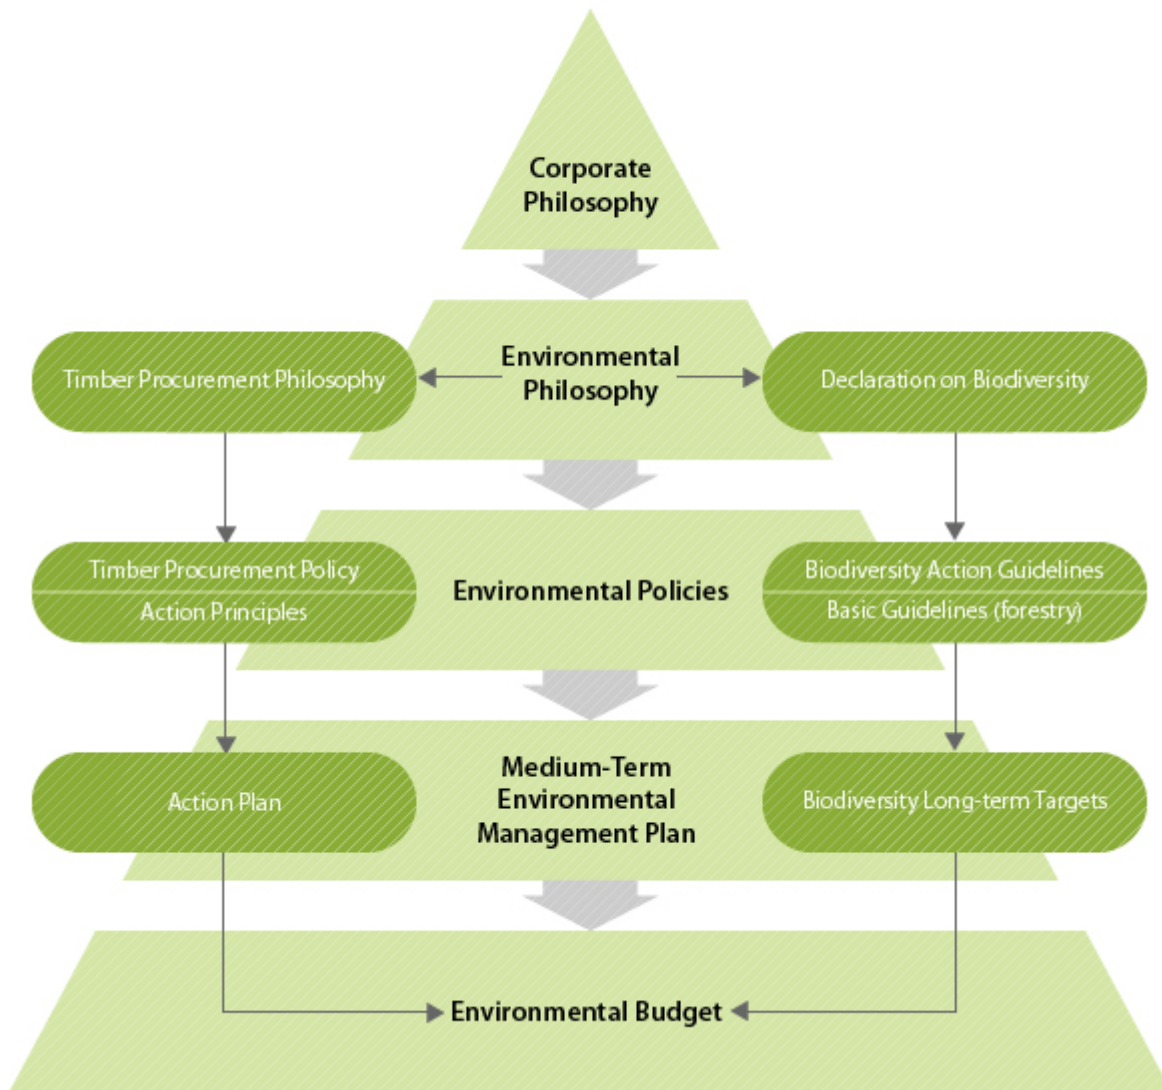 Corporate
Philosophy
Timber Procurement Philosophy
Environmental
Philosophy
Declaration on Biodiversity
Timber Procurement Policy
Action Principles
Environmental Policies
Biodiversity Action Guidelines
Basic Guidelines (forestry)
Action Plan
Medium-Term
Environmental
Management Plan
Biodiversity Long-term Targets
Environmental Budget